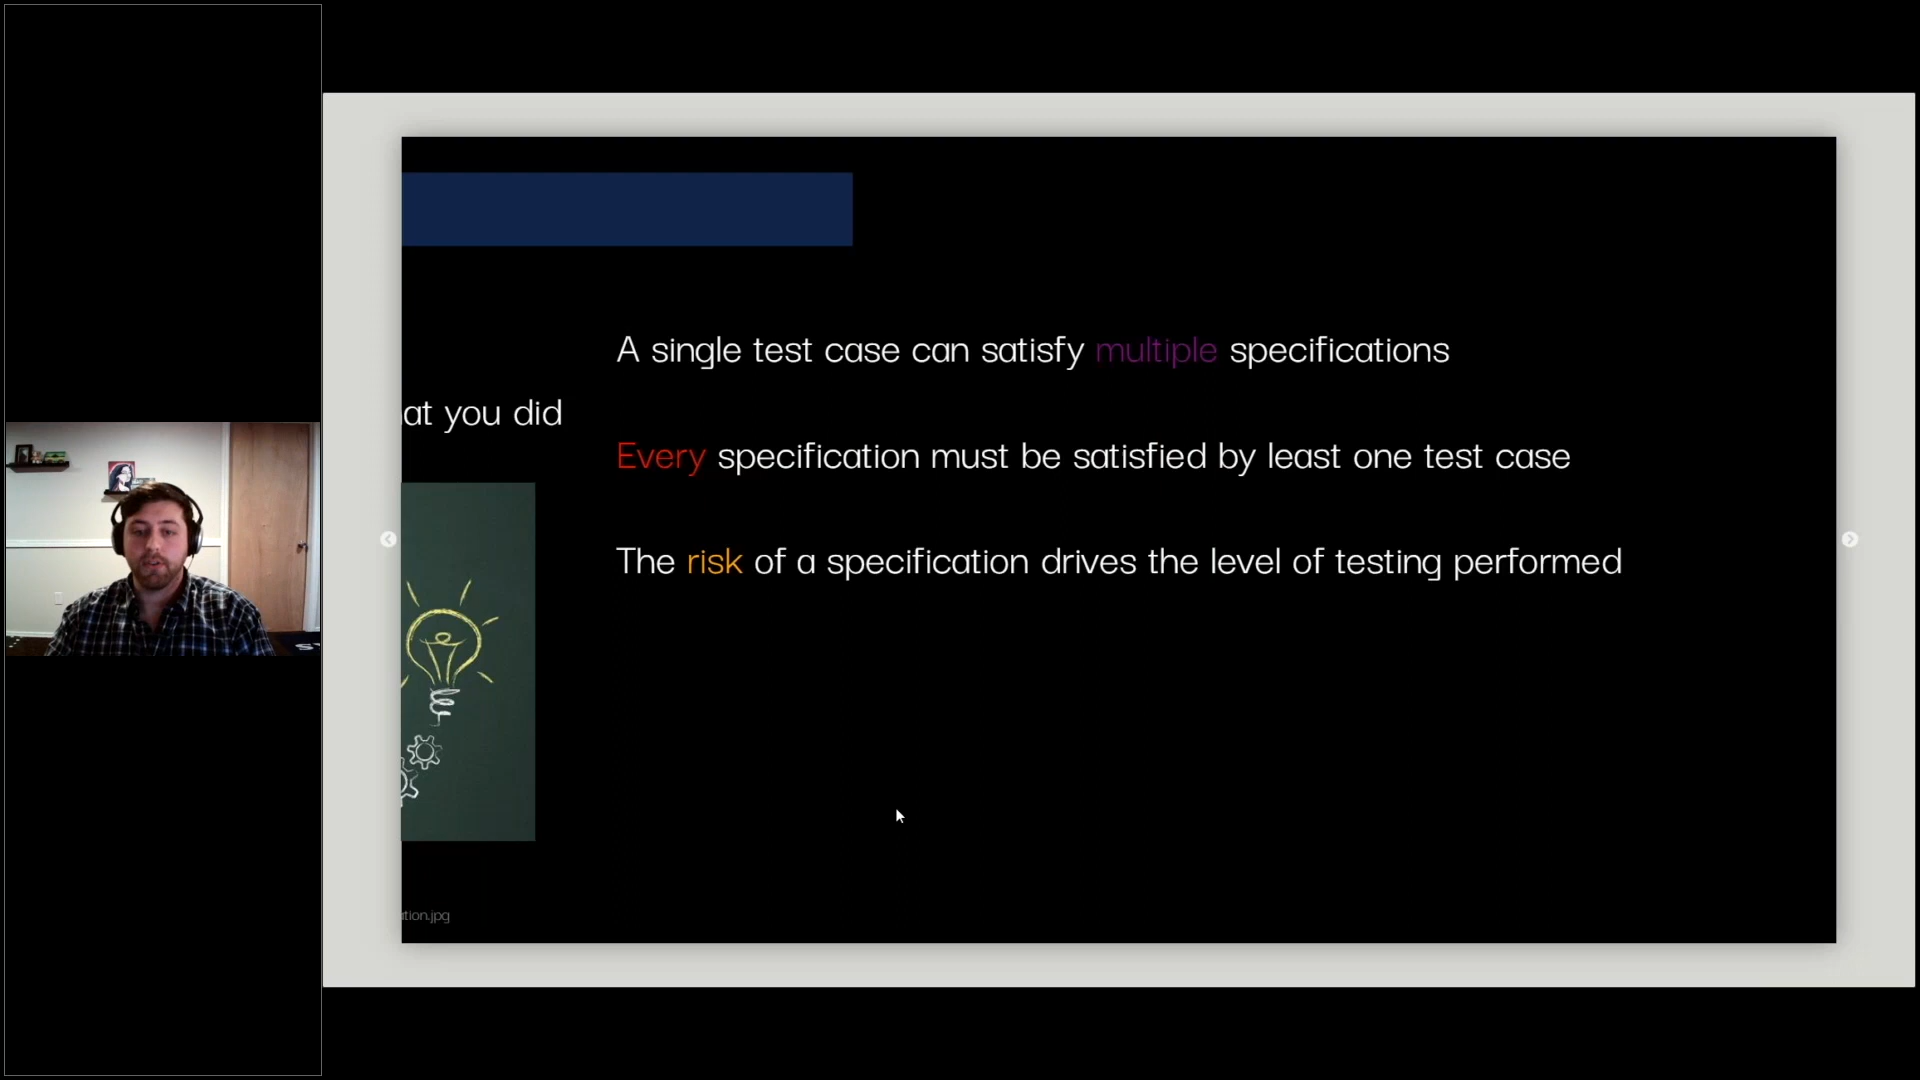 A single test case can satisfy multiple specifications
at you did
Every specification must be satisfied by least one test case
The risk of a specification drives the level of testing performed
tion.jpg